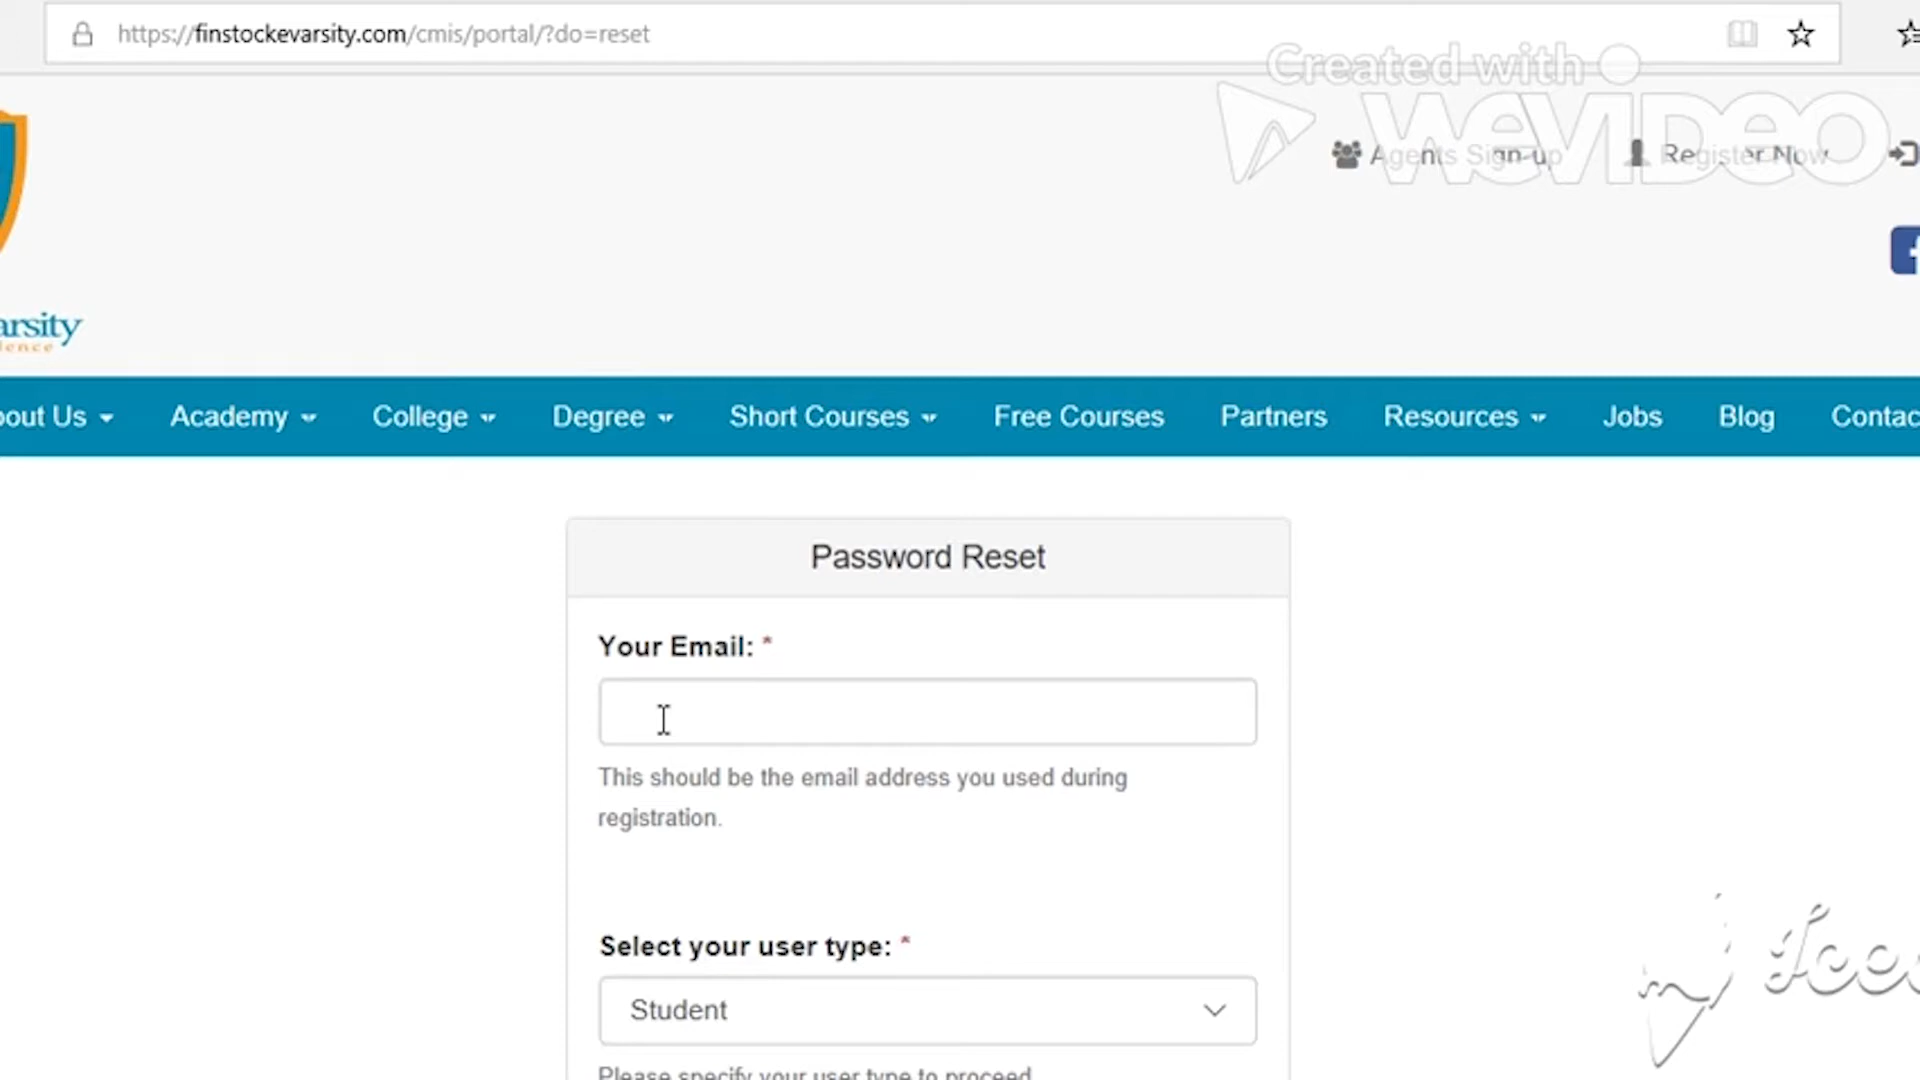 https://finstockevarsity.com/cmis/portal/?do=reset
Created with
WeVideo
Agents Sign-up
Register Now
arsity
lence
bout Us
Academy
College
Degree
Short Courses
Free Courses
Partners
Resources
Jobs
Blog
Contac
Password Reset
Your Email: *
This should be the email address you used during
registration.
Select your user type: *
Student
Please specify your user type to proceed